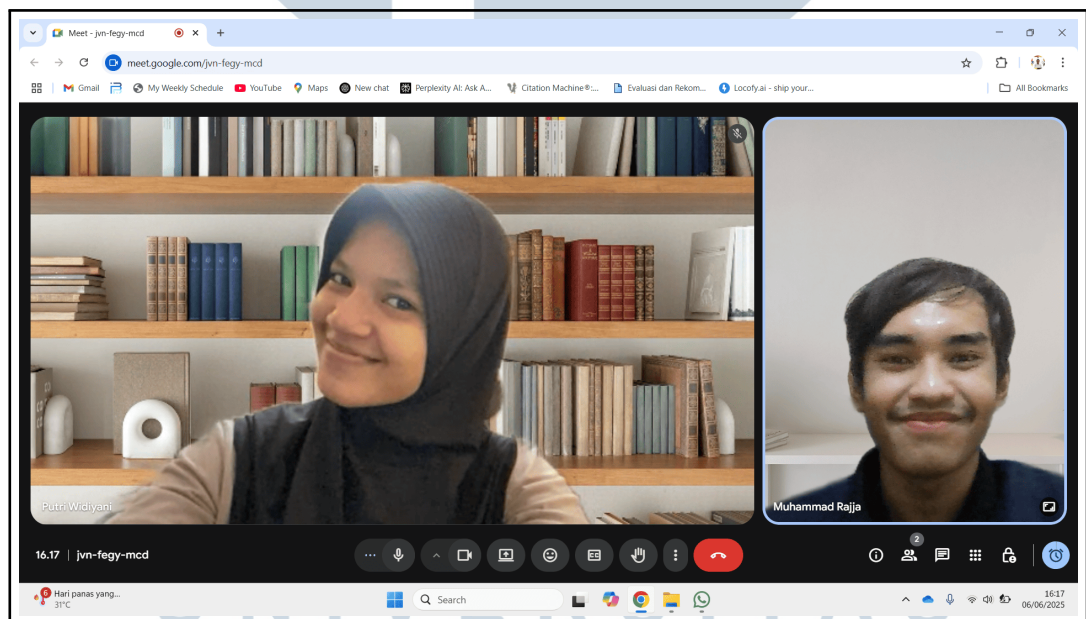 Meet - jvn-fegy-mcd
meet.google.com/jvn-fegy-mcd
Gmail My Weekly Schedule YouTube Maps New chat Perplexity AI: Ask A... Citation Machine®:... Evaluasi dan Rekom... Locofy.ai - ship your... All Bookmarks
Putri Widiyani
Muhammad Rajja
16.17 | jvn-fegy-mcd
2
6
Hari panas yang...
31°C
Search
16:17
06/06/2025